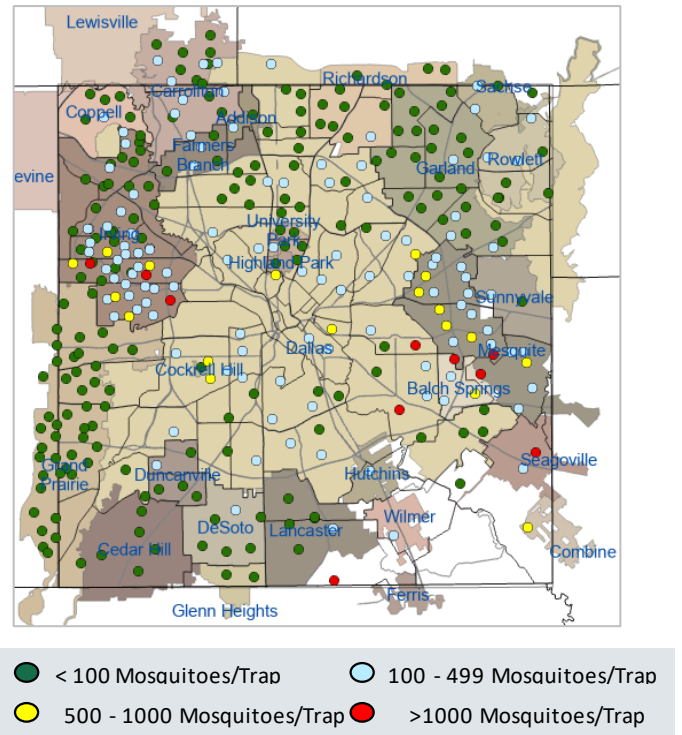 Lewisville
Richardson
Sachse
Carrollton
Coppell
Addison
Farmers
Branch
Rowlett
Garland
evine
University
Park
Irving
Highland Park
Sunnyvale
Dallas
Mesquite
Cockrell Hill
Balch Springs
Grand
Prairie
Duncanville
Hutchins
Seagoville
Wilmer
DeSoto
Lancaster
Cedar Hill
Combine
Ferris
Glenn Heights
< 100 Mosquitoes/Trap
100 - 499 Mosquitoes/Trap
500 - 1000 Mosquitoes/Trap
>1000 Mosquitoes/Trap